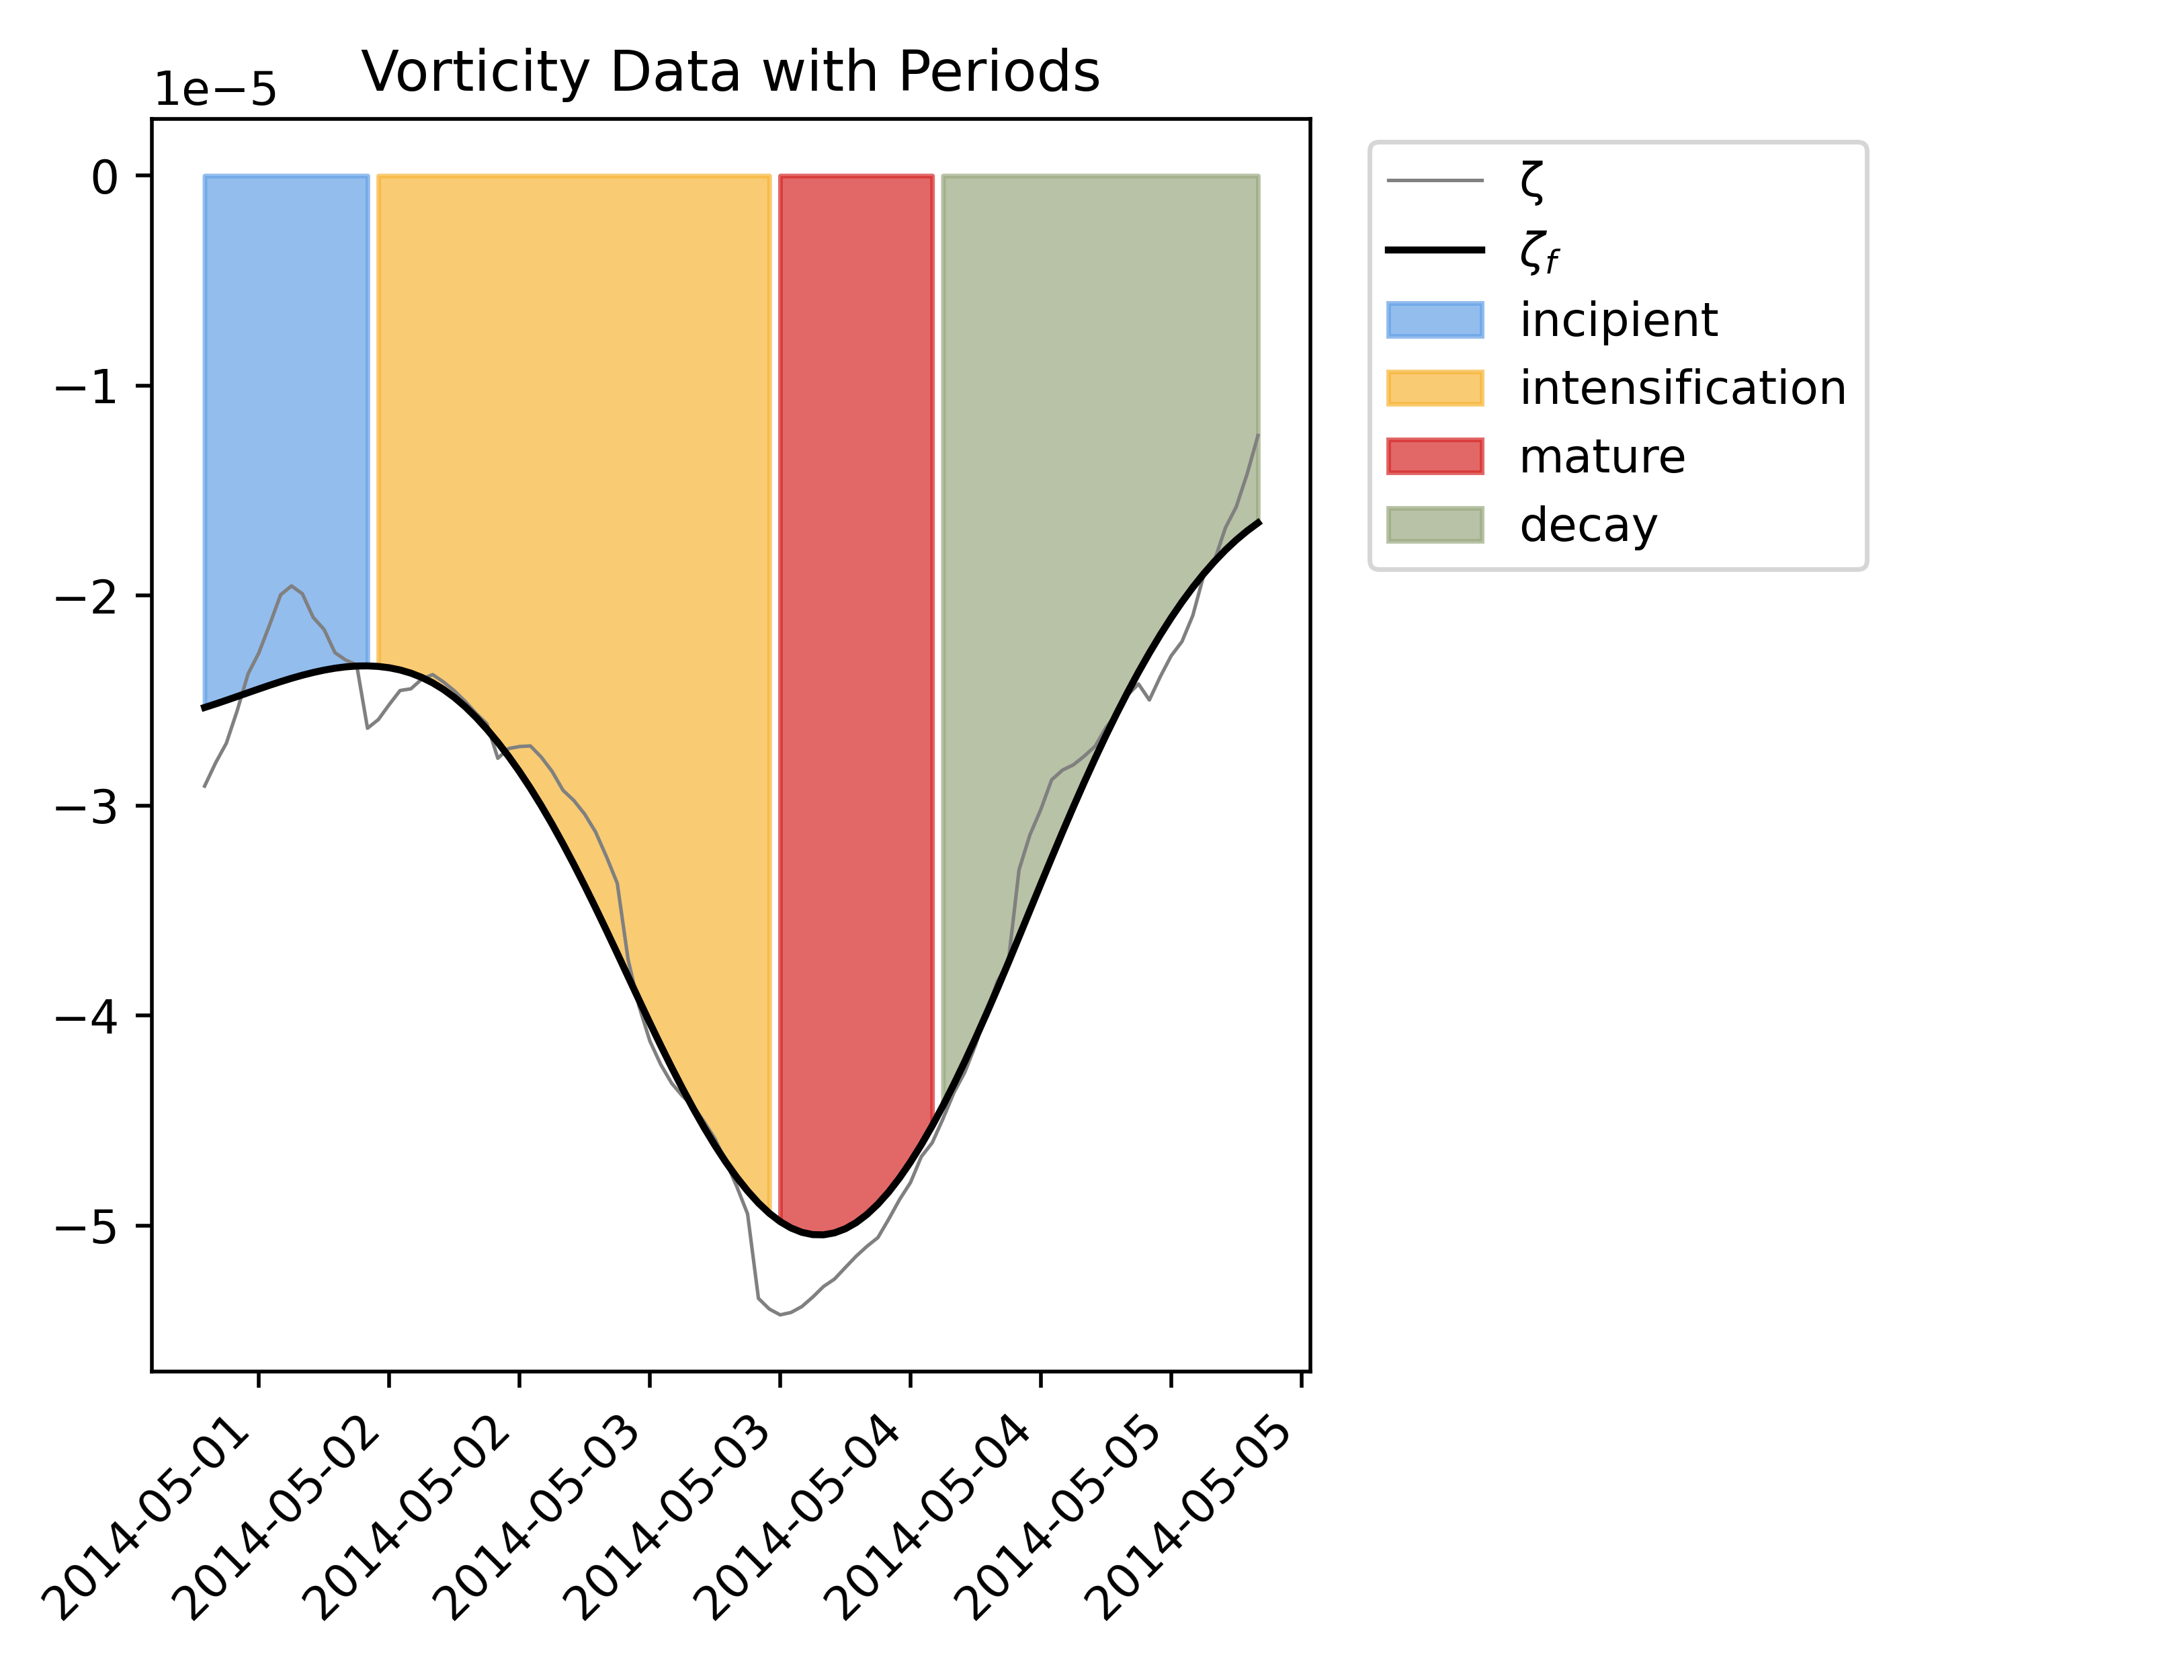 Vorticity Data with Periods
1e−5
0
−1
−2
−3
−4
−5
2014-05-01
2014-05-02
2014-05-02
2014-05-03
2014-05-03
2014-05-04
2014-05-04
2014-05-05
2014-05-05
ζ
ζf
incipient
intensification
mature
decay